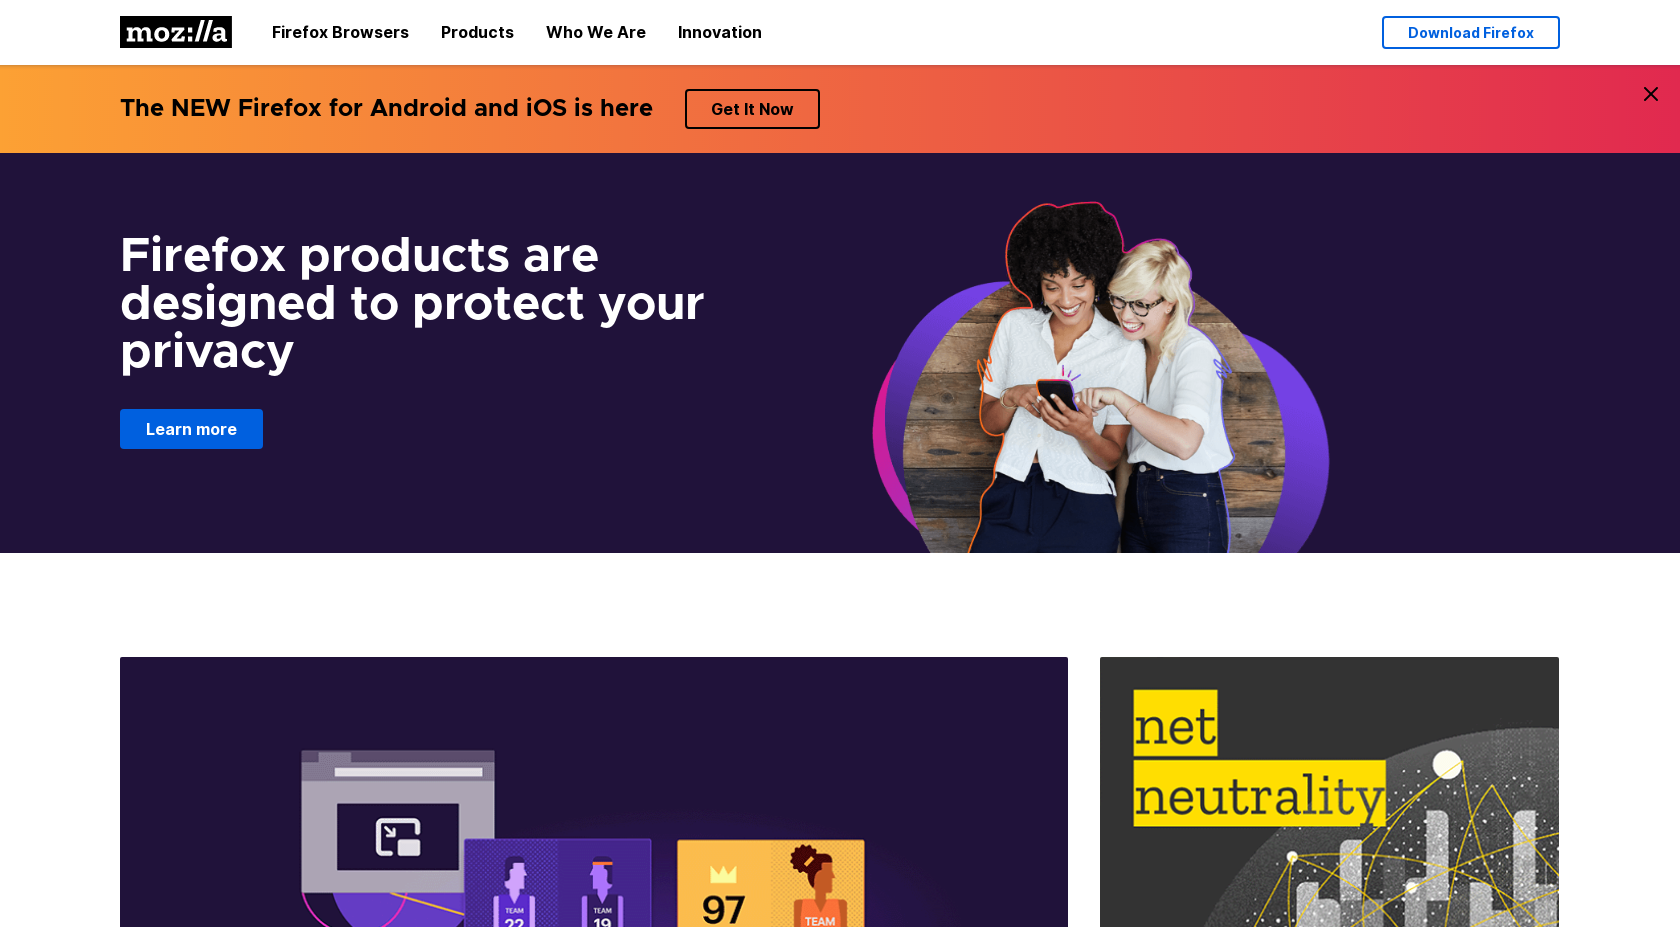 moz://a
Firefox Browsers
Products
Who We Are
Innovation
Download Firefox
The NEW Firefox for Android and iOS is here
Get It Now
Firefox products are
designed to protect your
privacy
Learn more
net
neutrality
TEAM
22
TEAM
19
97
TEAM